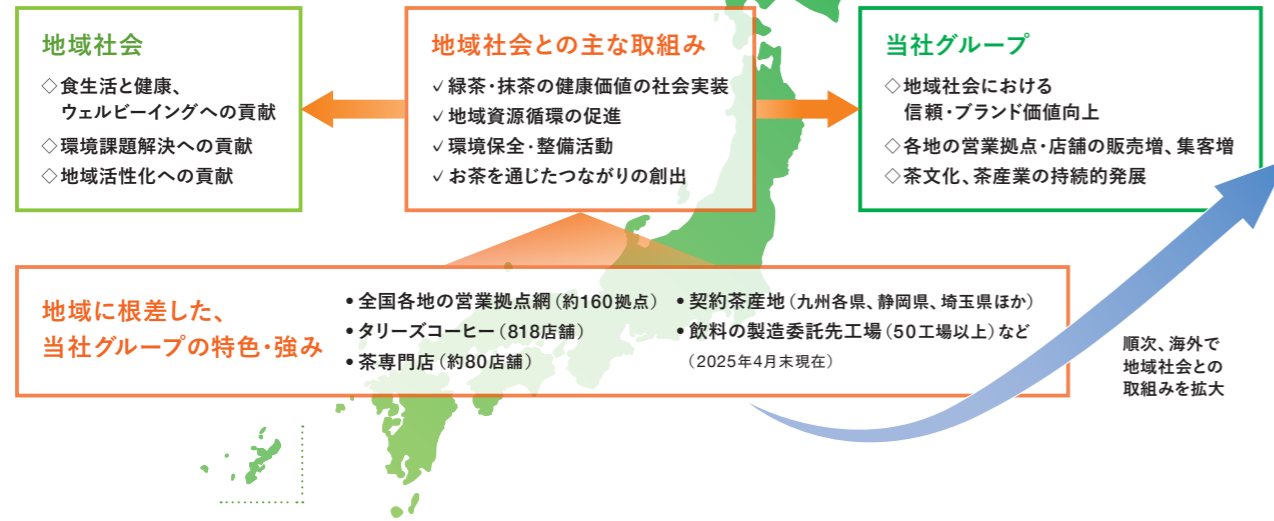 地域社会
◇食生活と健康、
ウェルビーイングへの貢献
◇環境課題解決への貢献
◇地域活性化への貢献
地域社会との主な取組み
✓緑茶・抹茶の健康価値の社会実装
✓地域資源循環の促進
✓環境保全・整備活動
✓お茶を通じたつながりの創出
当社グループ
◇地域社会における
信頼・ブランド価値向上
◇各地の営業拠点・店舗の販売増、集客増
◇茶文化、茶産業の持続的発展
地域に根差した、
当社グループの特色・強み
•全国各地の営業拠点網（約160拠点）
•タリーズコーヒー（818店舗）
•茶専門店（約80店舗）
•契約茶産地（九州各県、静岡県、埼玉県ほか）
•飲料の製造委託先工場（50工場以上）など
（2025年4月末現在）
順次、海外で
地域社会との
取組みを拡大